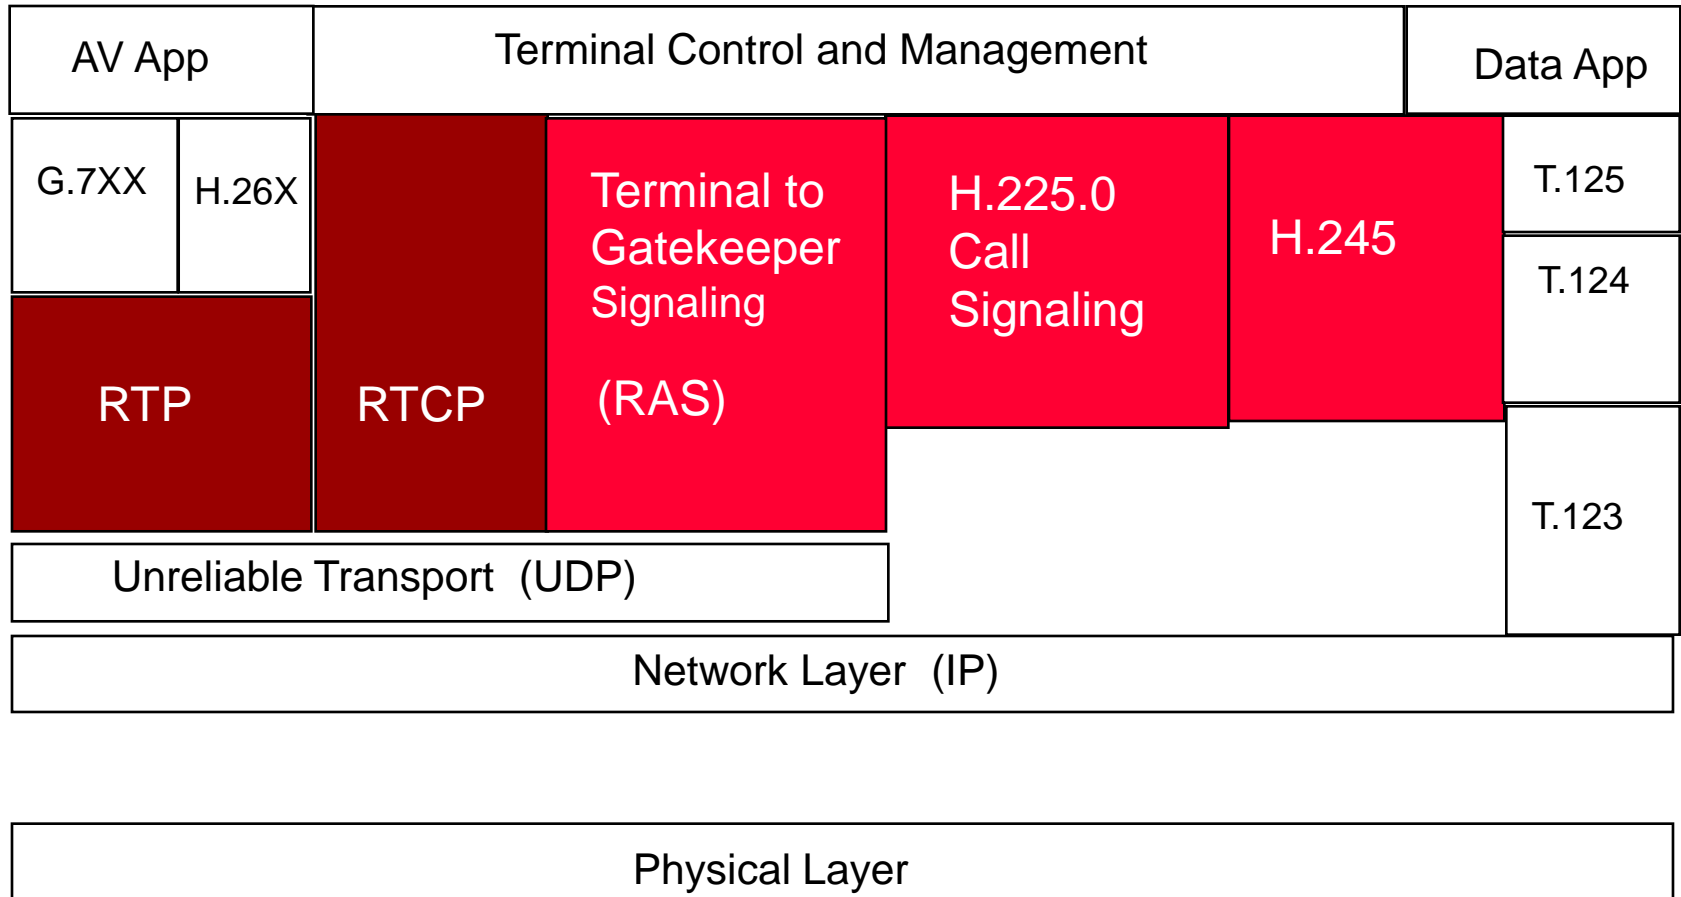 AV App
Terminal Control and Management
Data App
G.7XX
H.26X
Terminal to
Gatekeeper
Signaling
(RAS)
H.225.0
Call
Signaling
H.245
T.125
T.124
RTP
RTCP
T.123
Unreliable Transport (UDP)
Network Layer (IP)
Physical Layer